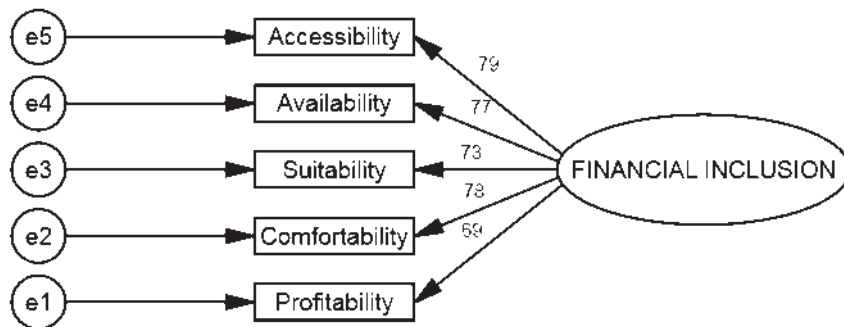 e5
Accessibility
79
e4
Availability
77
e3
Suitability
73
FINANCIAL INCLUSION
e2
Comfortability
78
e1
Profitability
69